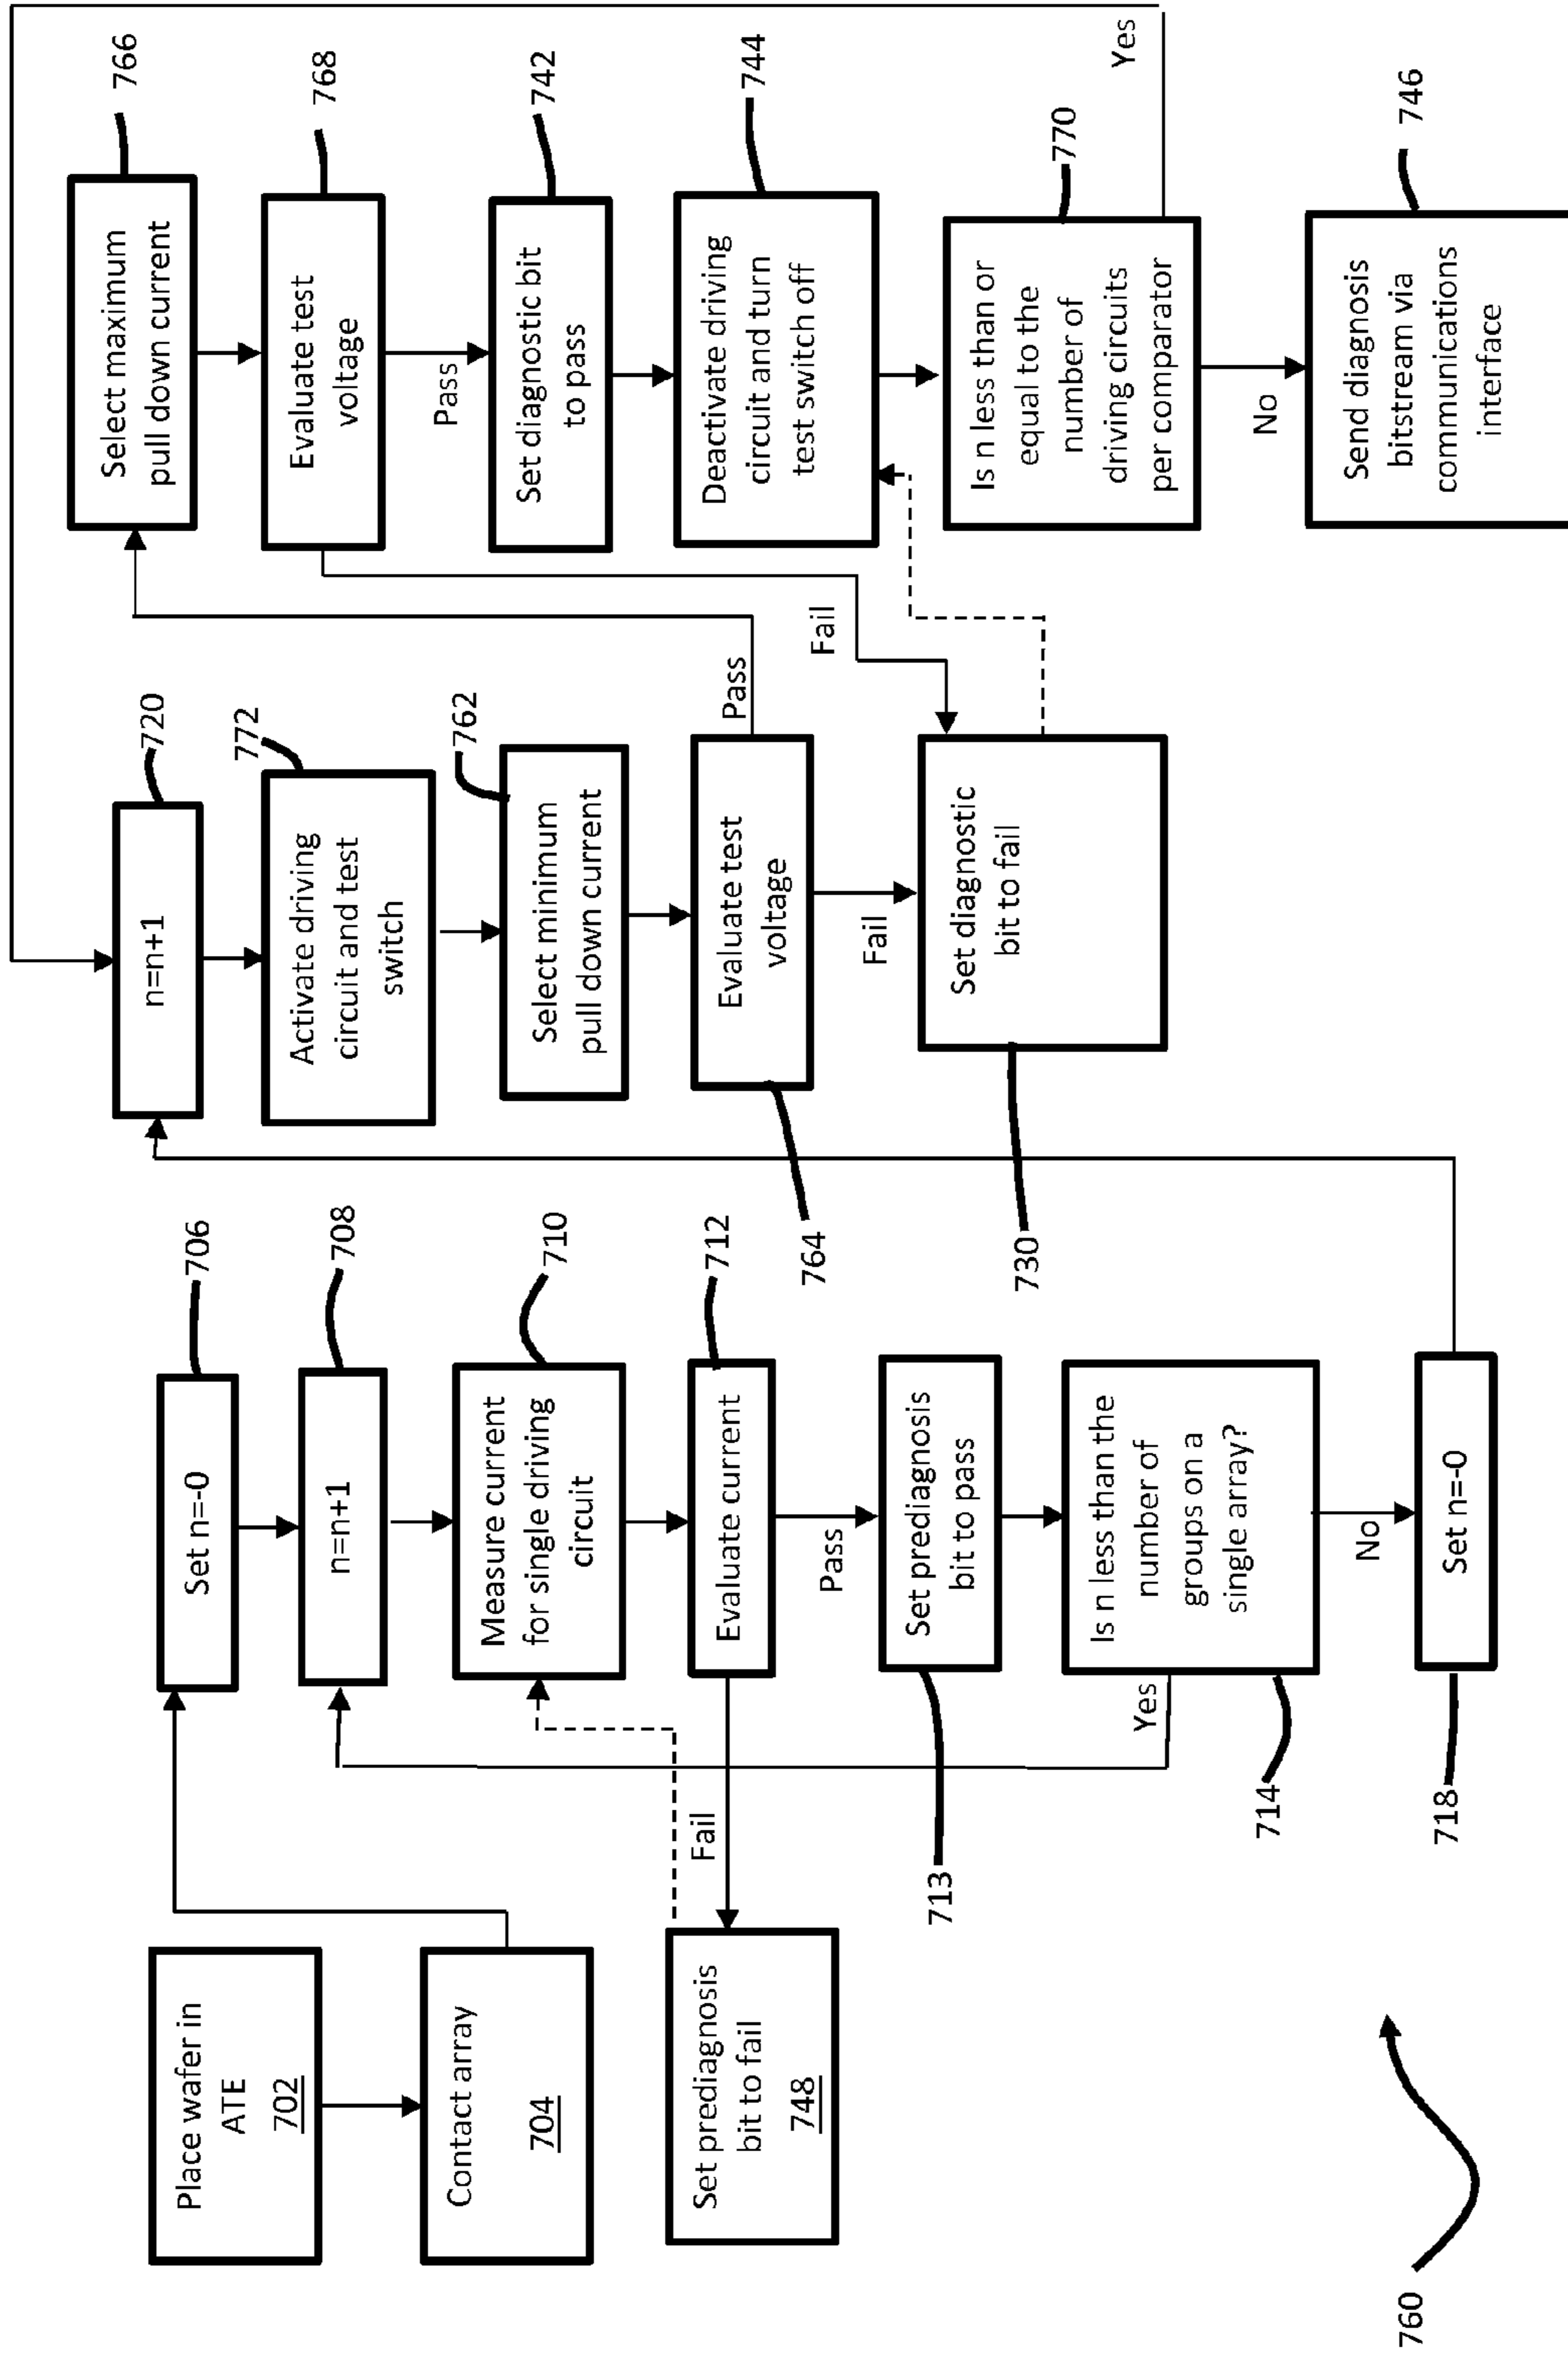 Place wafer in
ATE
702
Contact array
704
Set prediagnosis
bit to fail
748
760
Set n=-0
706
n=n+1
708
Measure current
for single driving
circuit
710
Evaluate current
712
Fail
Pass
Set prediagnosis
bit to pass
713
Is n less than the
number of
groups on a
single array?
714
Yes
No
Set n=-0
718
n=n+1
720
Activate driving
circuit and test
switch
772
Select minimum
pull down current
762
Evaluate test
voltage
764
Pass
Fail
Set diagnostic
bit to fail
730
Fail
Select maximum
pull down current
766
Evaluate test
voltage
768
Pass
Set diagnostic bit
to pass
742
Deactivate driving
circuit and turn
test switch off
744
Is n less than or
equal to the
number of
driving circuits
per comparator
770
Yes
No
Send diagnosis
bitstream via
communications
interface
746